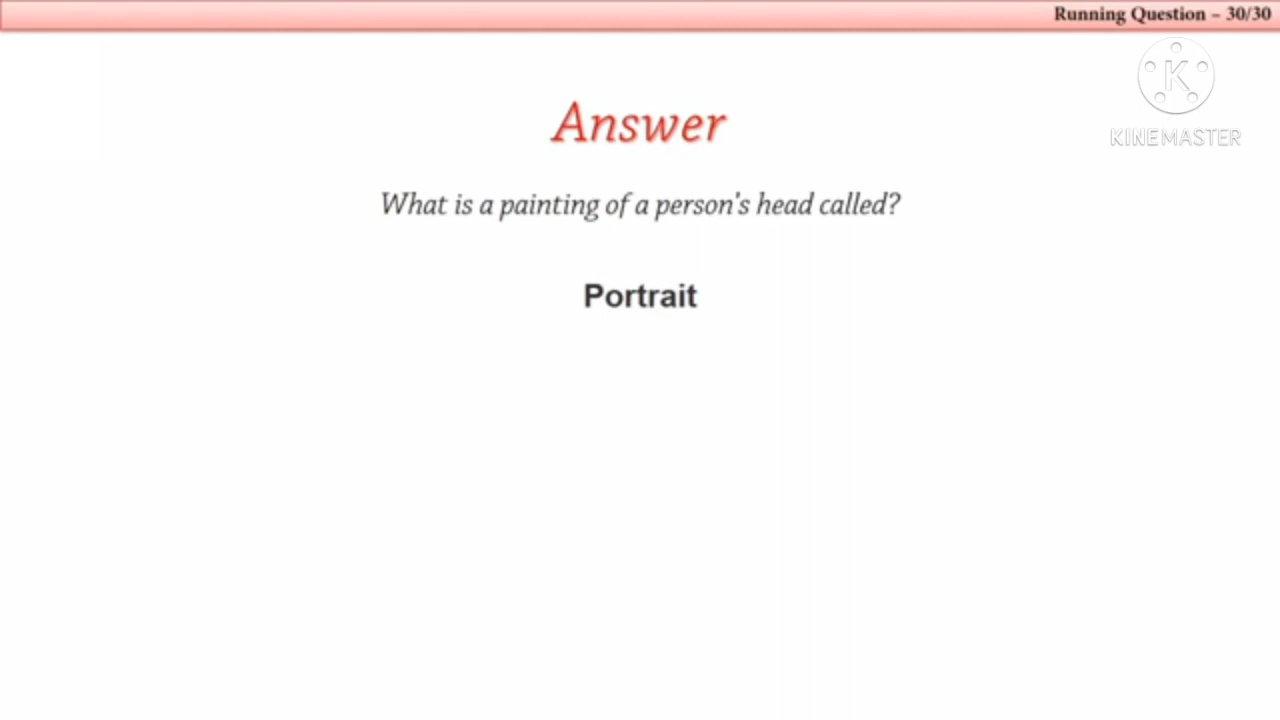 Running Question – 30/30
K
KINEMASTER
Answer
What is a painting of a person's head called?
Portrait